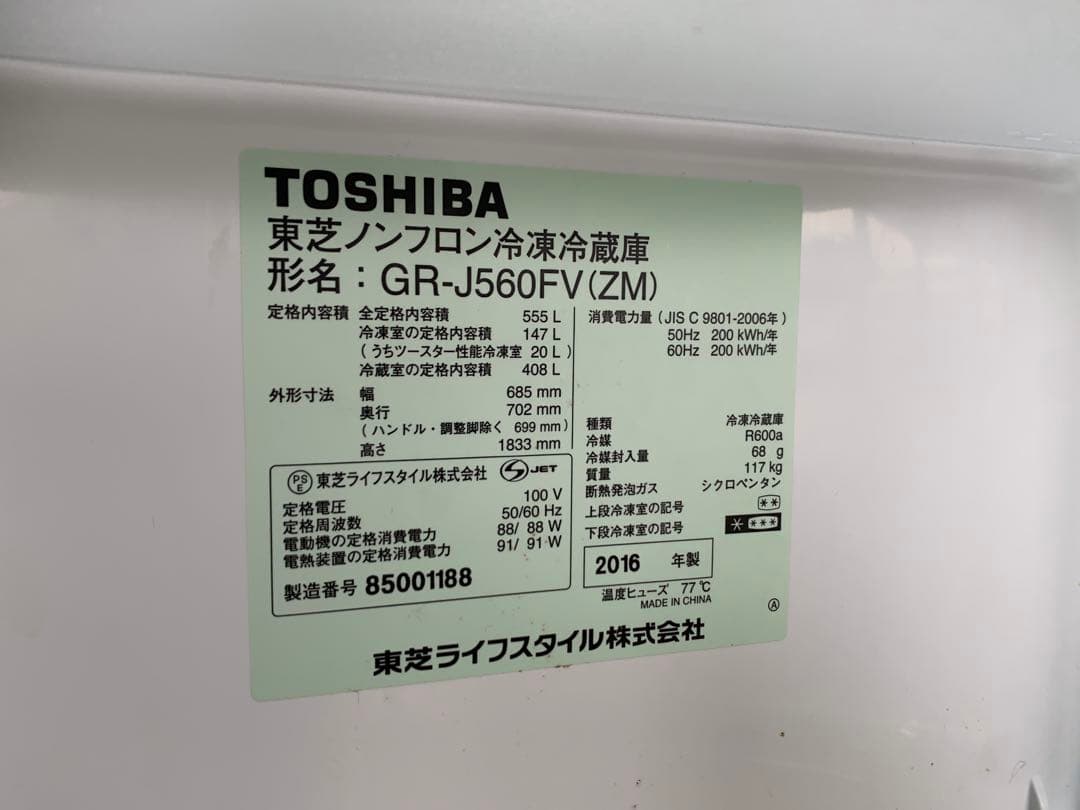 TOSHIBA
東芝ノンフロン冷凍冷蔵庫
形名：GR-J560FV(ZM)
定格内容積 全定格内容積 555 L
冷凍室の定格内容積 147 L
(うちツースター性能冷凍室 20 L)
冷蔵室の定格内容積 408 L
外形寸法 幅 685 mm
奥行 702 mm
(ハンドル・調整脚除く 699 mm)
高さ 1833 mm
PSE 東芝ライフスタイル株式会社 S JET
定格電圧 100 V
定格周波数 50/60 Hz
電動機の定格消費電力 88/ 88 W
電熱装置の定格消費電力 91/ 91 W
製造番号 85001188
消費電力量(JIS C 9801-2006年)
50Hz 200 kWh/年
60Hz 200 kWh/年
種類 冷凍冷蔵庫
冷媒 R600a
冷媒封入量 68 g
質量 117 kg
断熱発泡ガス シクロペンタン
上段冷凍室の記号 **
下段冷凍室の記号 * ***
2016 年製
温度ヒューズ 77 ℃
MADE IN CHINA
Ⓐ
東芝ライフスタイル株式会社